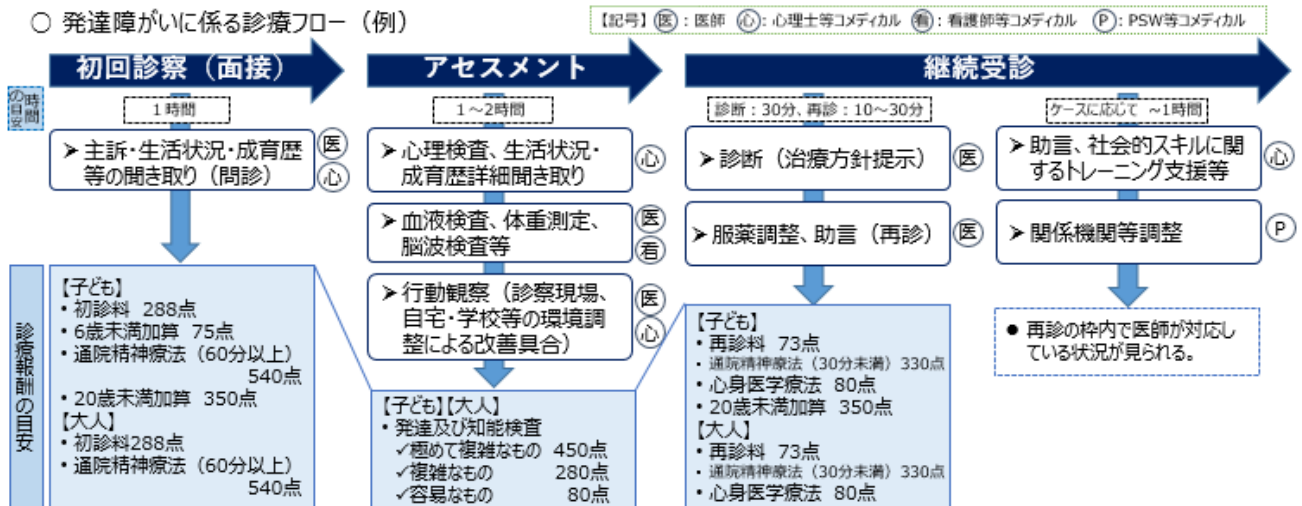 ○ 発達障がいに係る診療フロー（例）
【記号】医：医師 心：心理士等コメディカル 看：看護師等コメディカル P：PSW等コメディカル
初回診察（面接）
アセスメント
継続受診
時間の目安
1時間
1～2時間
診断：30分、再診：10～30分
ケースに応じて ~1時間
➤主訴・生活状況・成育歴
等の聞き取り（問診）
医
心
➤心理検査、生活状況・
成育歴詳細聞き取り
心
➤血液検査、体重測定、
脳波検査等
医
看
➤行動観察（診察現場、
自宅・学校等の環境調
整による改善具合）
医
心
➤診断（治療方針提示）
医
➤服薬調整、助言（再診）
医
➤助言、社会的スキルに関
するトレーニング支援等
心
➤関係機関等調整
P
診療報酬の目安
【子ども】
・初診料 288点
・6歳未満加算 75点
・通院精神療法（60分以上）
540点
・20歳未満加算 350点
【大人】
・初診料288点
・通院精神療法（60分以上）
540点
【子ども】【大人】
・発達及び知能検査
✓極めて複雑なもの 450点
✓複雑なもの 280点
✓容易なもの 80点
【子ども】
・再診料 73点
・通院精神療法（30分未満）330点
・心身医学療法 80点
・20歳未満加算 350点
【大人】
・再診料 73点
・通院精神療法（30分未満）330点
・心身医学療法 80点
● 再診の枠内で医師が対応し
ている状況が見られる。